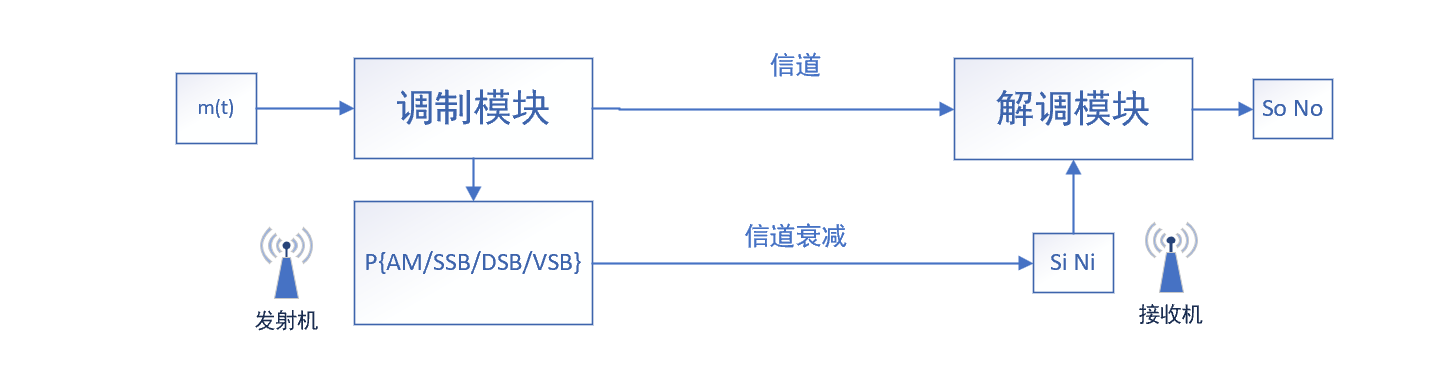 信道
m(t)
调制模块
解调模块
So No
信道衰减
P{AM/SSB/DSB/VSB}
Si Ni
发射机
接收机